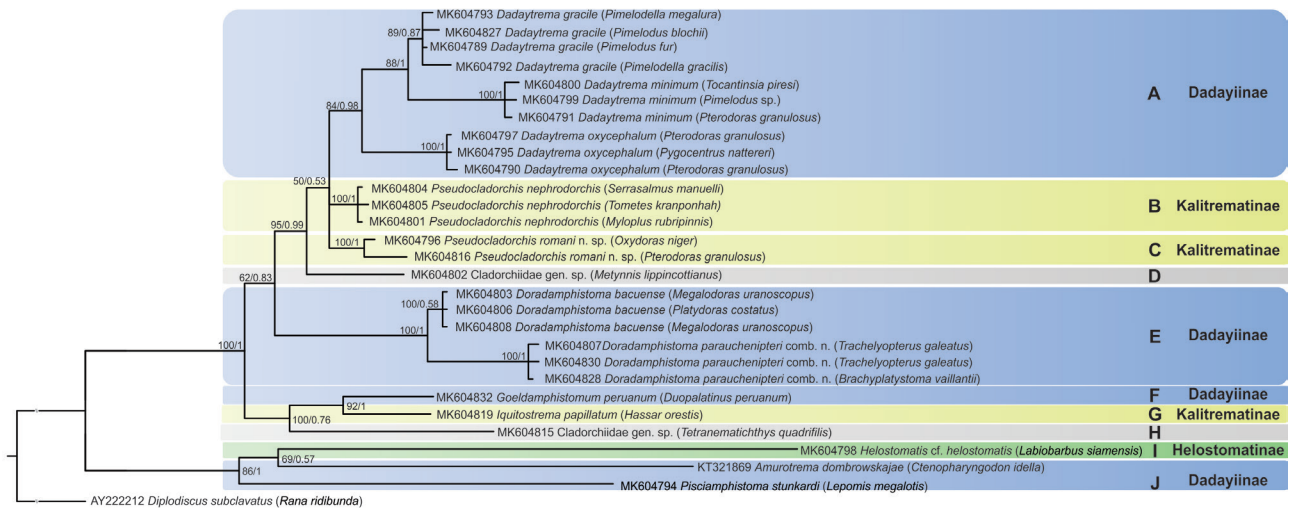 MK604793 Dadaytrema gracile (Pimelodella megalura)
89/0.87
MK604827 Dadaytrema gracile (Pimelodus blochii)
MK604789 Dadaytrema gracile (Pimelodus fur)
88/1
MK604792 Dadaytrema gracile (Pimelodella gracilis)
MK604800 Dadaytrema minimum (Tocantinsia piresi)
100/1
MK604799 Dadaytrema minimum (Pimelodus sp.)
A Dadayiinae
84/0.98
MK604791 Dadaytrema minimum (Pterodoras granulosus)
MK604797 Dadaytrema oxycephalum (Pterodoras granulosus)
100/1
MK604795 Dadaytrema oxycephalum (Pygocentrus nattereri)
MK604790 Dadaytrema oxycephalum (Pterodoras granulosus)
50/0.53
MK604804 Pseudocladorchis nephrodorchis (Serrasalmus manuelli)
100/1
MK604805 Pseudocladorchis nephrodorchis (Tometes kranponhah)
B Kalitrematinae
MK604801 Pseudocladorchis nephrodorchis (Myloplus rubripinnis)
95/0.99
MK604796 Pseudocladorchis romani n. sp. (Oxydoras niger)
100/1
C Kalitrematinae
MK604816 Pseudocladorchis romani n. sp. (Pterodoras granulosus)
62/0.83
MK604802 Cladorchiidae gen. sp. (Metynnis lippincottianus)
D
MK604803 Doradamphistoma bacuense (Megalodoras uranoscopus)
100/0.58
MK604806 Doradamphistoma bacuense (Platydoras costatus)
MK604808 Doradamphistoma bacuense (Megalodoras uranoscopus)
100/1
E Dadayiinae
MK604807Doradamphistoma parauchenipteri comb. n. (Trachelyopterus galeatus)
100/1
100/1
MK604830 Doradamphistoma parauchenipteri comb. n. (Trachelyopterus galeatus)
MK604828 Doradamphistoma parauchenipteri comb. n. (Brachyplatystoma vaillantii)
MK604832 Goeldamphistomum peruanum (Duopalatinus peruanum)
F Dadayiinae
92/1
MK604819 Iquitostrema papillatum (Hassar orestis)
G Kalitrematinae
100/0.76
MK604815 Cladorchiidae gen. sp. (Tetranematichthys quadrifilis)
H
MK604798 Helostomatis cf. helostomatis (Labiobarbus siamensis)
I Helostomatinae
69/0.57
KT321869 Amurotrema dombrowskajae (Ctenopharyngodon idella)
86/1
MK604794 Pisciamphistoma stunkardi (Lepomis megalotis)
J Dadayiinae
AY222212 Diplodiscus subclavatus (Rana ridibunda)